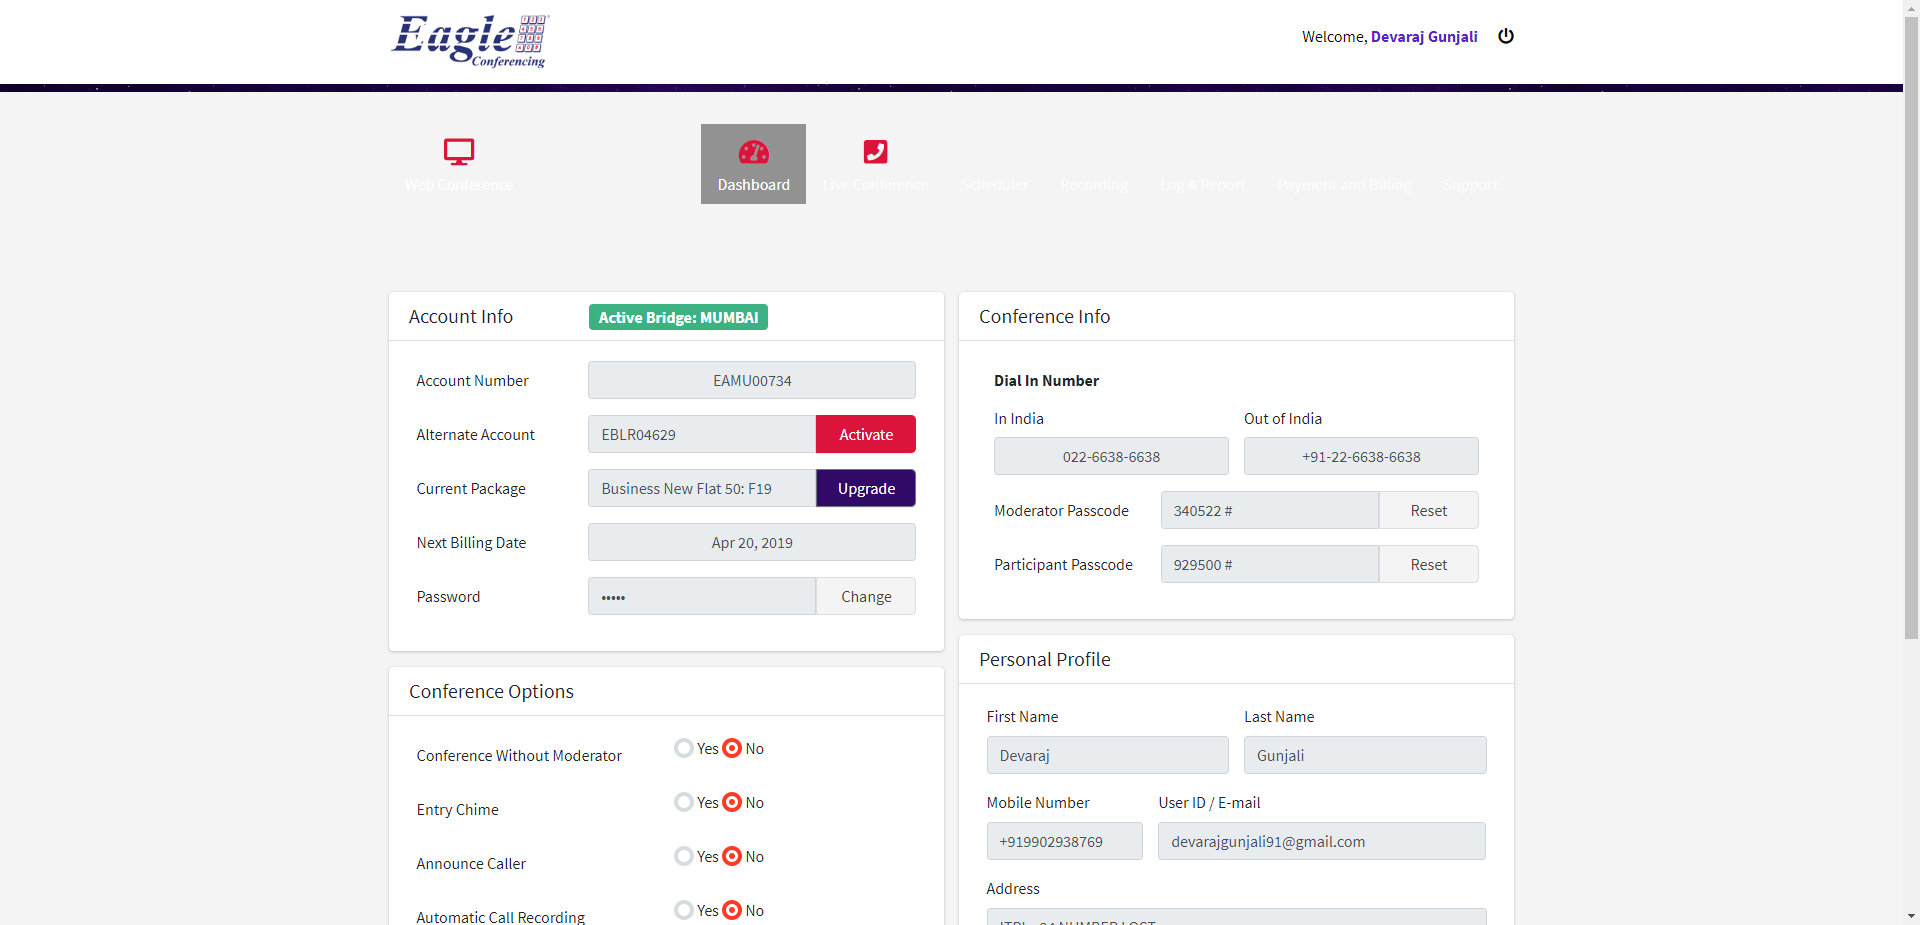 Eagle
Conferencing
Welcome, Devaraj Gunjali
Web Conference
Dashboard
Live Conference
Scheduler
Recording
Log & Report
Payment and Billing
Support
Account Info
Active Bridge: MUMBAI
Account Number
EAMU00734
Alternate Account
EBLR04629
Activate
Current Package
Business New Flat 50: F19
Upgrade
Next Billing Date
Apr 20, 2019
Password
•••••
Change
Conference Options
Conference Without Moderator
Yes No
Entry Chime
Yes No
Announce Caller
Yes No
Automatic Call Recording
Yes No
Conference Info
Dial In Number
In India
Out of India
022-6638-6638
+91-22-6638-6638
Moderator Passcode
340522 #
Reset
Participant Passcode
929500 #
Reset
Personal Profile
First Name
Last Name
Devaraj
Gunjali
Mobile Number
User ID / E-mail
+919902938769
devarajgunjali91@gmail.com
Address